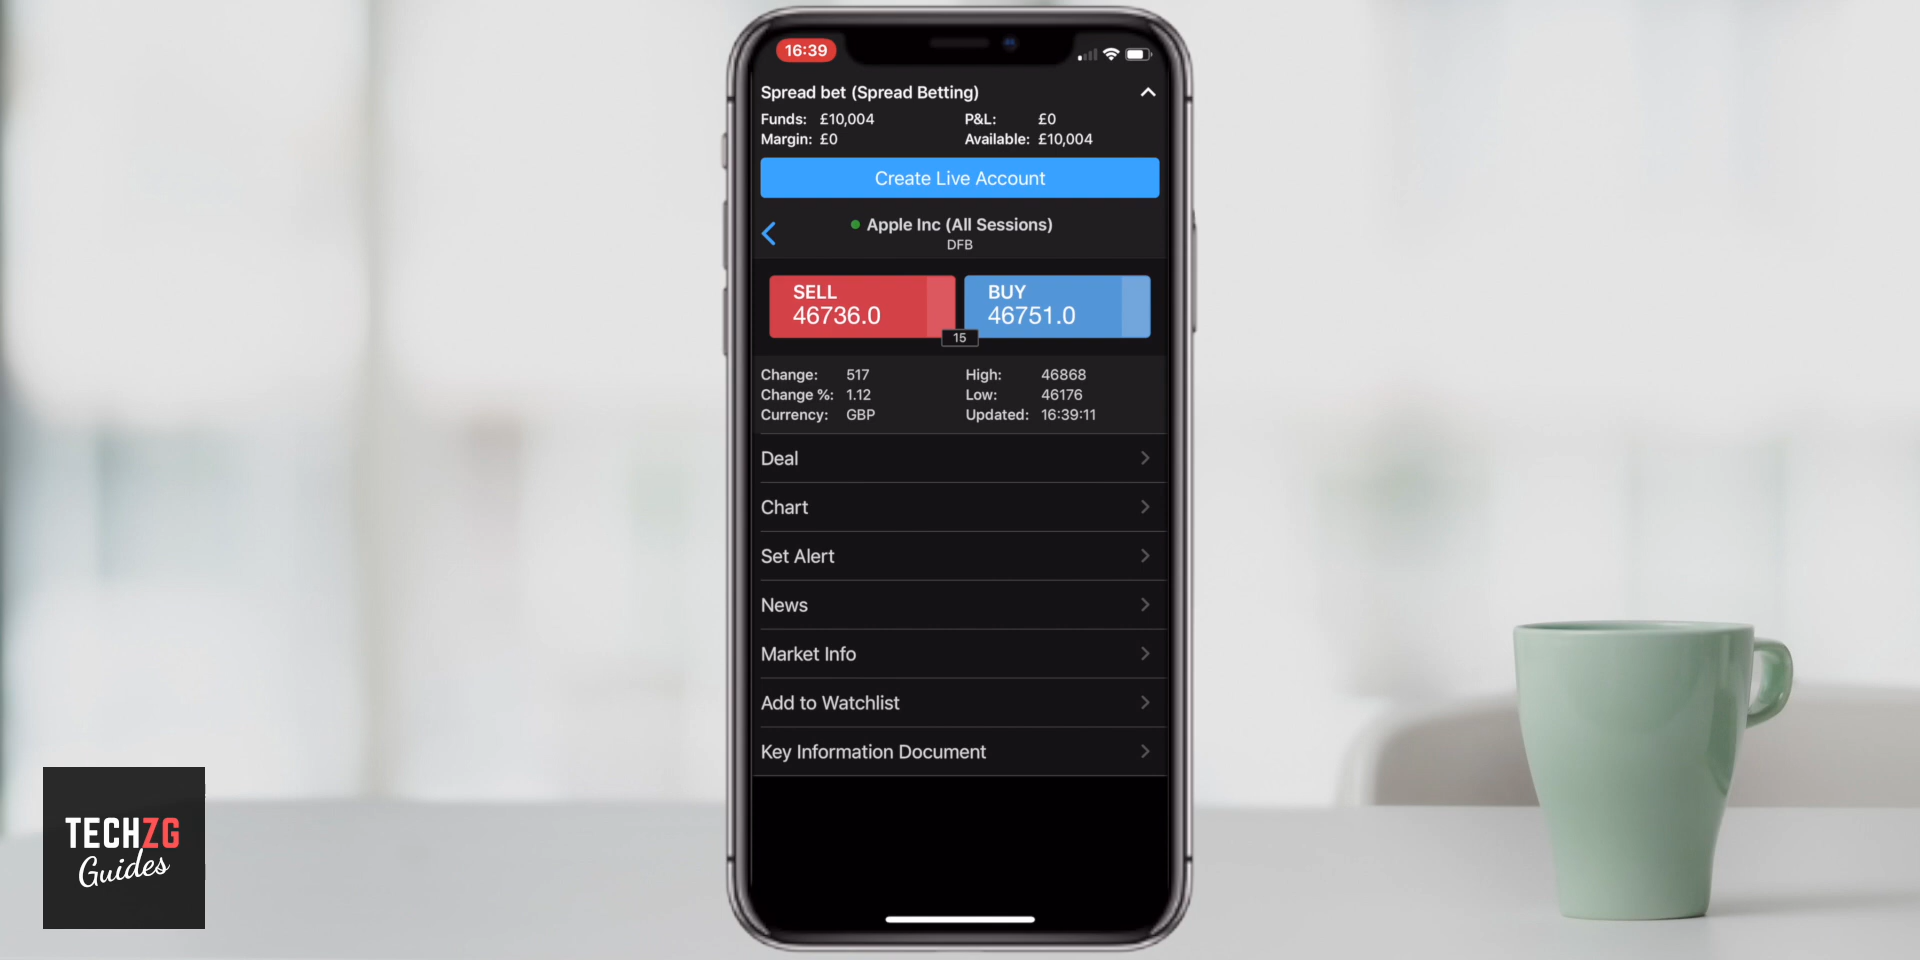 16:39
Spread bet (Spread Betting)
Funds: £10,004 P&L: £0
Margin: £0 Available: £10,004
Create Live Account
Apple Inc (All Sessions)
DFB
SELL BUY
46736.0 46751.0
15
Change: 517 High: 46868
Change %: 1.12 Low: 46176
Currency: GBP Updated: 16:39:11
Deal
Chart
Set Alert
News
Market Info
Add to Watchlist
Key Information Document
TECHZG
Guides